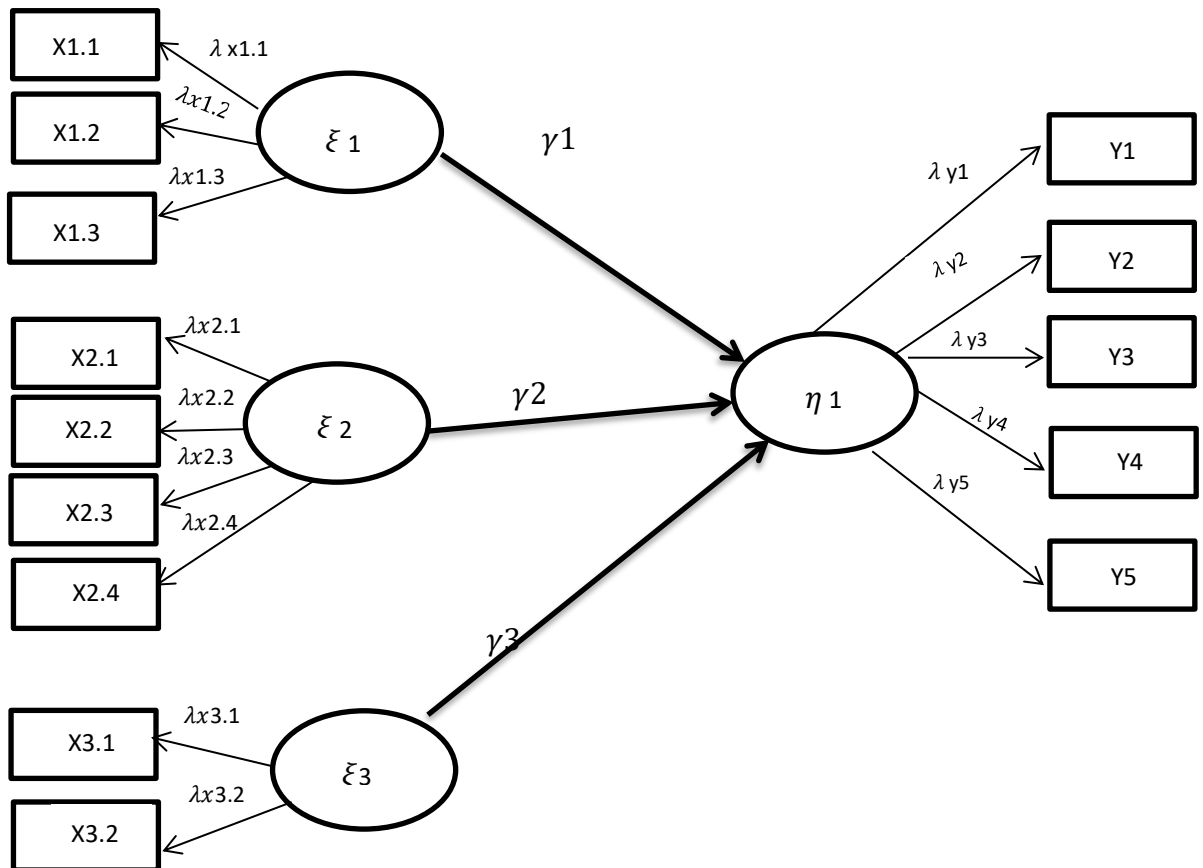 X1.1
λ x1.1
X1.2
λx1.2
ξ 1
λx1.3
X1.3
γ1
X2.1
λx2.1
X2.2
λx2.2
ξ 2
λx2.3
X2.3
λx2.4
X2.4
γ2
X3.1
λx3.1
ξ3
λx3.2
X3.2
γ3
η 1
λ y1
Y1
λ y2
Y2
λ y3
Y3
λ y4
Y4
λ y5
Y5